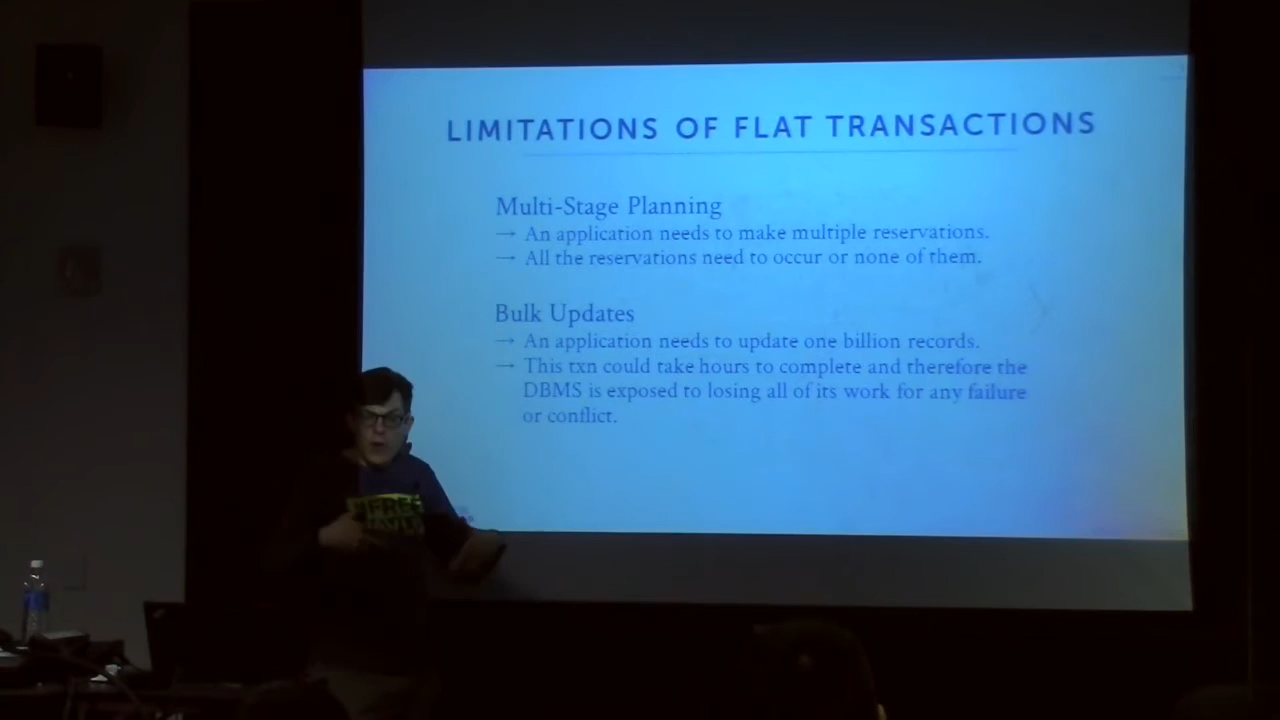 LIMITATIONS OF FLAT TRANSACTIONS
Multi-Stage Planning
→ An application needs to make multiple reservations.
→ All the reservations need to occur or none of them.
Bulk Updates
→ An application needs to update one billion records.
→ This txn could take hours to complete and therefore the
DBMS is exposed to losing all of its work for any failure
or conflict.
#FREE